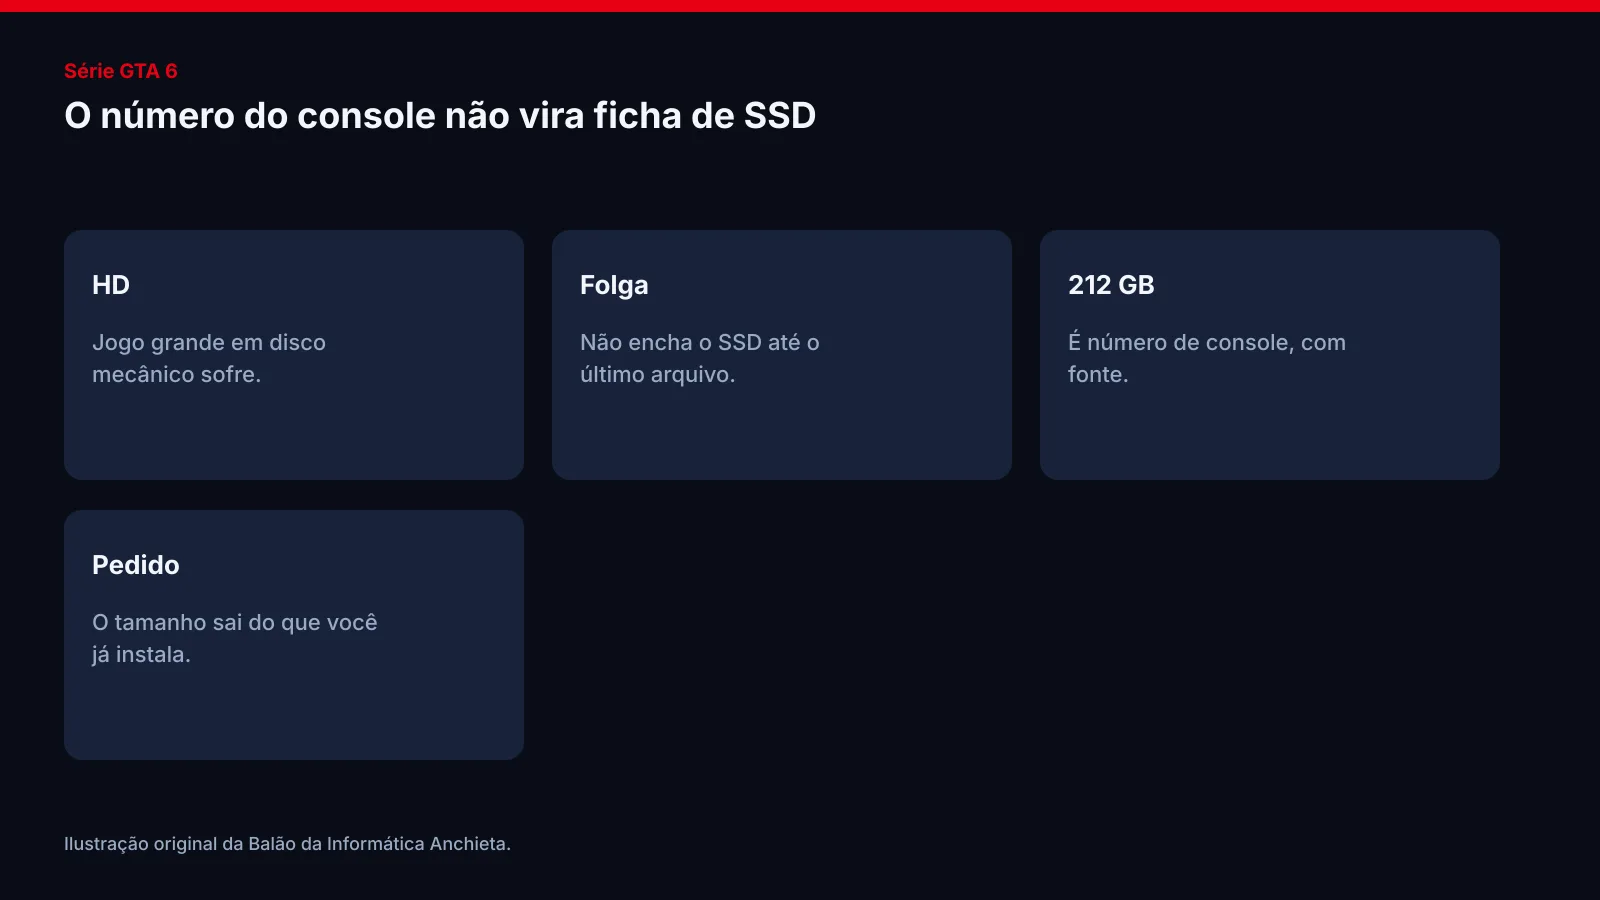 Série GTA 6
O número do console não vira ficha de SSD
HD
Jogo grande em disco
mecânico sofre.
Folga
Não encha o SSD até o
último arquivo.
212 GB
É número de console, com
fonte.
Pedido
O tamanho sai do que você
já instala.
Ilustração original da Balão da Informática Anchieta.